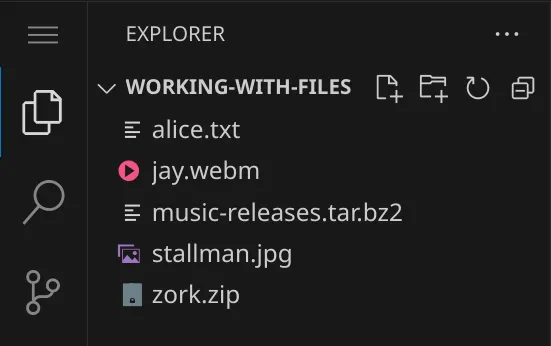 EXPLORER
WORKING-WITH-FILES
alice.txt
jay.webm
music-releases.tar.bz2
stallman.jpg
zork.zip